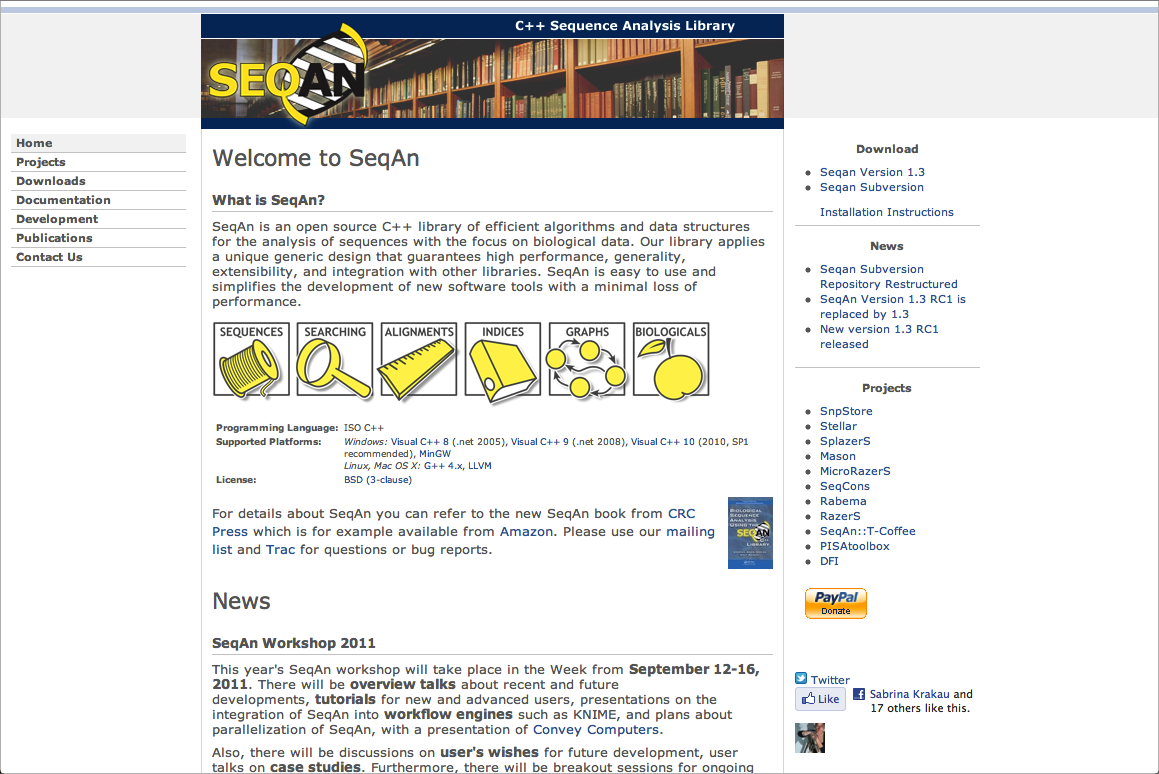 C++ Sequence Analysis Library
SEQAN
Home
Projects
Downloads
Documentation
Development
Publications
Contact Us
Welcome to SeqAn
What is SeqAn?
SeqAn is an open source C++ library of efficient algorithms and data structures
for the analysis of sequences with the focus on biological data. Our library applies
a unique generic design that guarantees high performance, generality,
extensibility, and integration with other libraries. SeqAn is easy to use and
simplifies the development of new software tools with a minimal loss of
performance.
SEQUENCES SEARCHING ALIGNMENTS INDICES GRAPHS BIOLOGICALS
Programming Language: ISO C++
Supported Platforms: Windows: Visual C++ 8 (.net 2005), Visual C++ 9 (.net 2008), Visual C++ 10 (2010, SP1
recommended), MinGW
Linux, Mac OS X: G++ 4.x, LLVM
License: BSD (3-clause)
For details about SeqAn you can refer to the new SeqAn book from CRC
Press which is for example available from Amazon. Please use our mailing
list and Trac for questions or bug reports.
BIOLOGICAL
SEQUENCE
ANALYSIS
USING THE
SEQAN
C++
LIBRARY
News
SeqAn Workshop 2011
This year's SeqAn workshop will take place in the Week from September 12-16,
2011. There will be overview talks about recent and future
developments, tutorials for new and advanced users, presentations on the
integration of SeqAn into workflow engines such as KNIME, and plans about
parallelization of SeqAn, with a presentation of Convey Computers.
Also, there will be discussions on user's wishes for future development, user
talks on case studies. Furthermore, there will be breakout sessions for ongoing
Download
Seqan Version 1.3
Seqan Subversion
Installation Instructions
News
Seqan Subversion
Repository Restructured
SeqAn Version 1.3 RC1 is
replaced by 1.3
New version 1.3 RC1
released
Projects
SnpStore
Stellar
SplazerS
Mason
MicroRazerS
SeqCons
Rabema
RazerS
SeqAn::T-Coffee
PISAtoolbox
DFI
PayPal
Donate
Twitter
Like
Sabrina Krakau and
17 others like this.